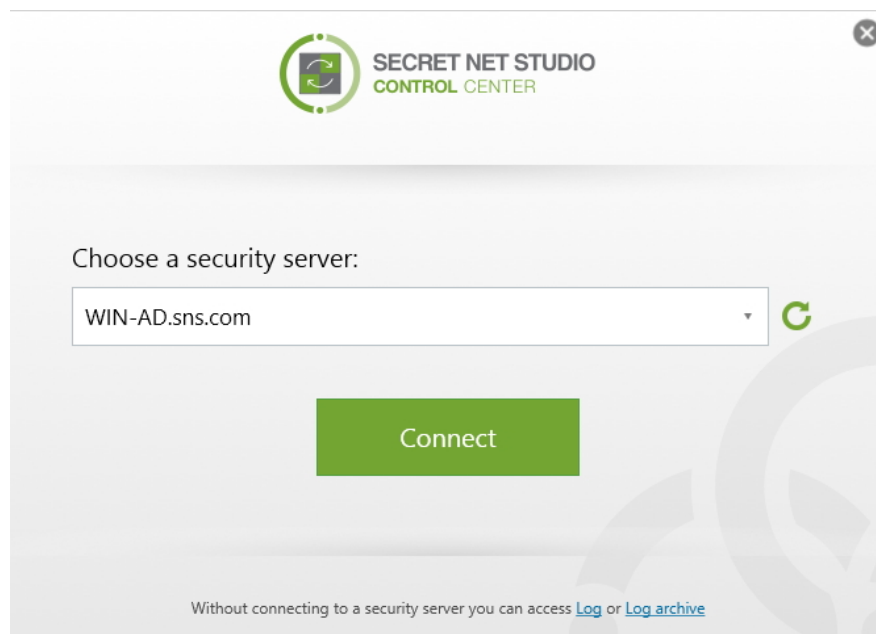 SECRET NET STUDIO
CONTROL CENTER
Choose a security server:
WIN-AD.sns.com
Connect
Without connecting to a security server you can access Log or Log archive